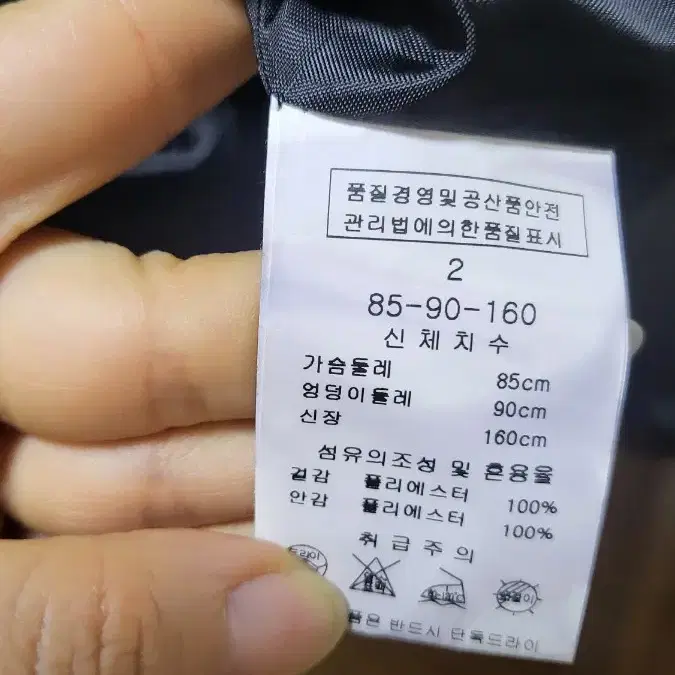 품질경영및공산품안전
관리법에의한품질표시
2
85-90-160
신체치수
가슴둘레 85cm
엉덩이둘레 90cm
신장 160cm
섬유의조성 및 혼용율
겉감 폴리에스터 100%
안감 폴리에스터 100%
취급주의
드라이
반드시 단독드라이